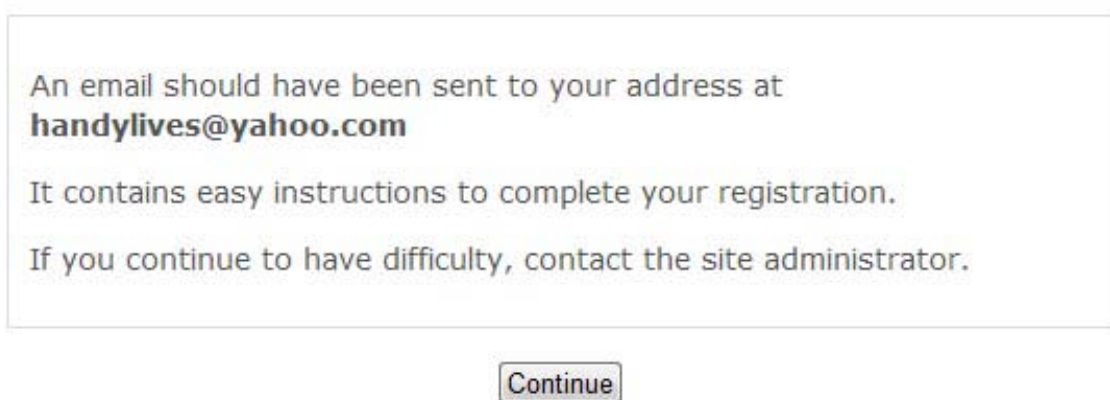 An email should have been sent to your address at
handylives@yahoo.com
It contains easy instructions to complete your registration.
If you continue to have difficulty, contact the site administrator.
Continue